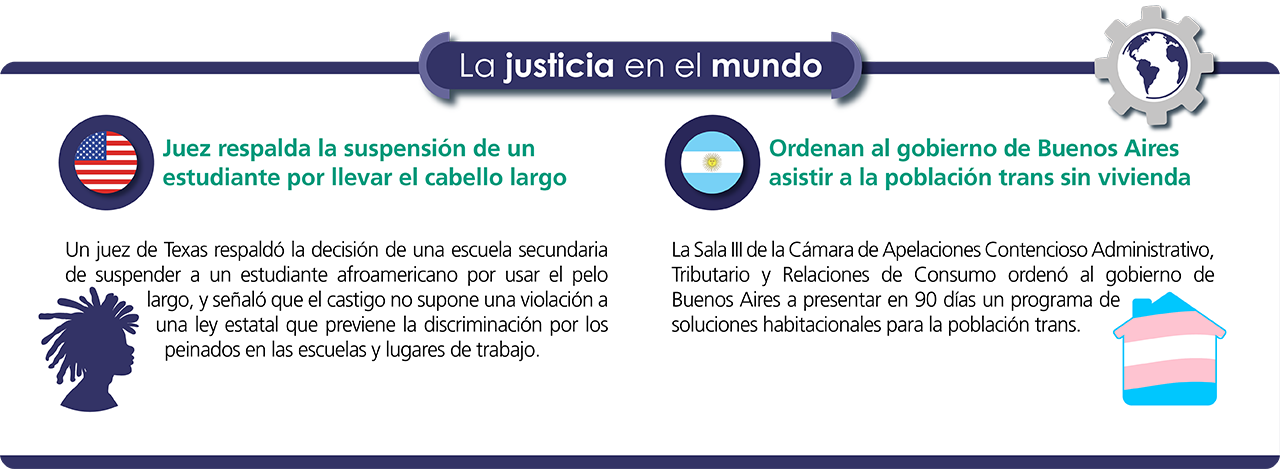 La justicia en el mundo
Juez respalda la suspensión de un
estudiante por llevar el cabello largo
Un juez de Texas respaldó la decisión de una escuela secundaria
de suspender a un estudiante afroamericano por usar el pelo
largo, y señaló que el castigo no supone una violación a
una ley estatal que previene la discriminación por los
peinados en las escuelas y lugares de trabajo.
Ordenan al gobierno de Buenos Aires
asistir a la población trans sin vivienda
La Sala III de la Cámara de Apelaciones Contencioso Administrativo,
Tributario y Relaciones de Consumo ordenó al gobierno de
Buenos Aires a presentar en 90 días un programa de
soluciones habitacionales para la población trans.